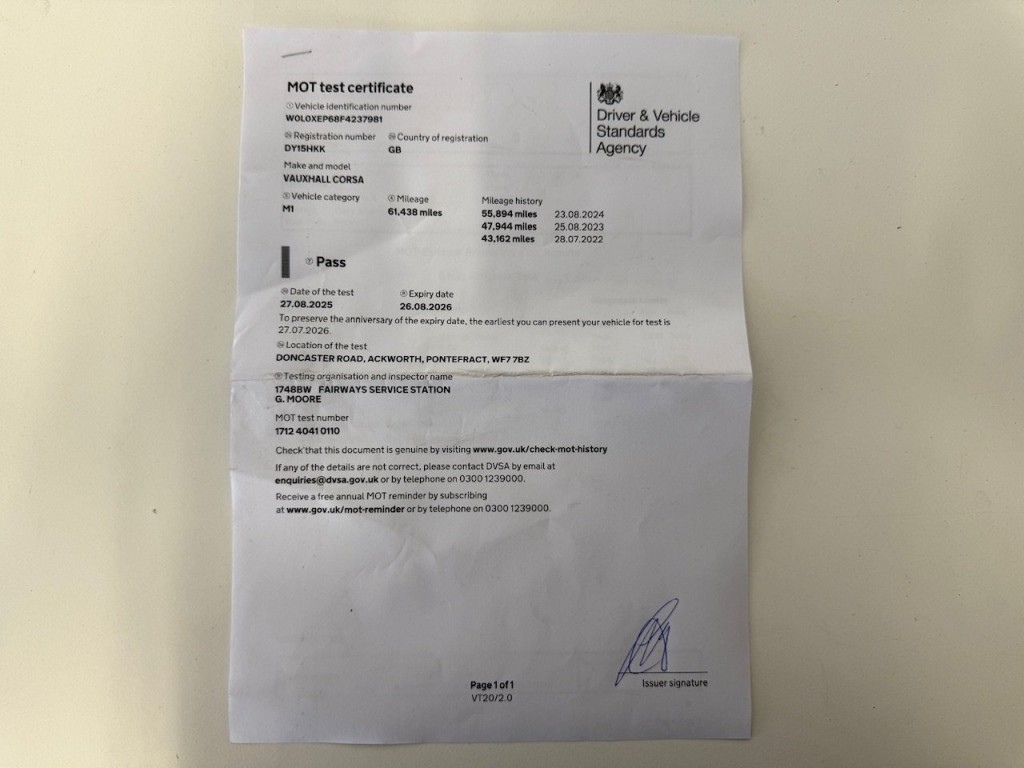 MOT test certificate
Driver & Vehicle
Standards
Agency
① Vehicle identification number
W0L0XEP68F4237981
Registration number Country of registration
DY15HKK GB
Make and model
VAUXHALL CORSA
⑤ Vehicle category ④ Mileage Mileage history
M1 61,438 miles 55,894 miles 23.08.2024
47,944 miles 25.08.2023
43,162 miles 28.07.2022
⑦ Pass
Date of the test Expiry date
27.08.2025 26.08.2026
To preserve the anniversary of the expiry date, the earliest you can present your vehicle for test is
27.07.2026.
Location of the test
DONCASTER ROAD, ACKWORTH, PONTEFRACT, WF7 7BZ
⑨ Testing organisation and inspector name
1748BW FAIRWAYS SERVICE STATION
G. MOORE
MOT test number
1712 4041 0110
Check that this document is genuine by visiting www.gov.uk/check-mot-history
If any of the details are not correct, please contact DVSA by email at
enquiries@dvsa.gov.uk or by telephone on 0300 1239000.
Receive a free annual MOT reminder by subscribing
at www.gov.uk/mot-reminder or by telephone on 0300 1239000.
Issuer signature
Page 1 of 1
VT20/2.0